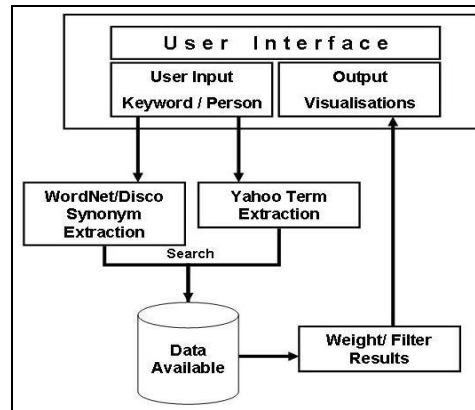 User Interface
User Input
Keyword / Person
Output
Visualisations
WordNet/Disco
Synonym
Extraction
Yahoo Term
Extraction
Search
Data
Available
Weight/ Filter
Results